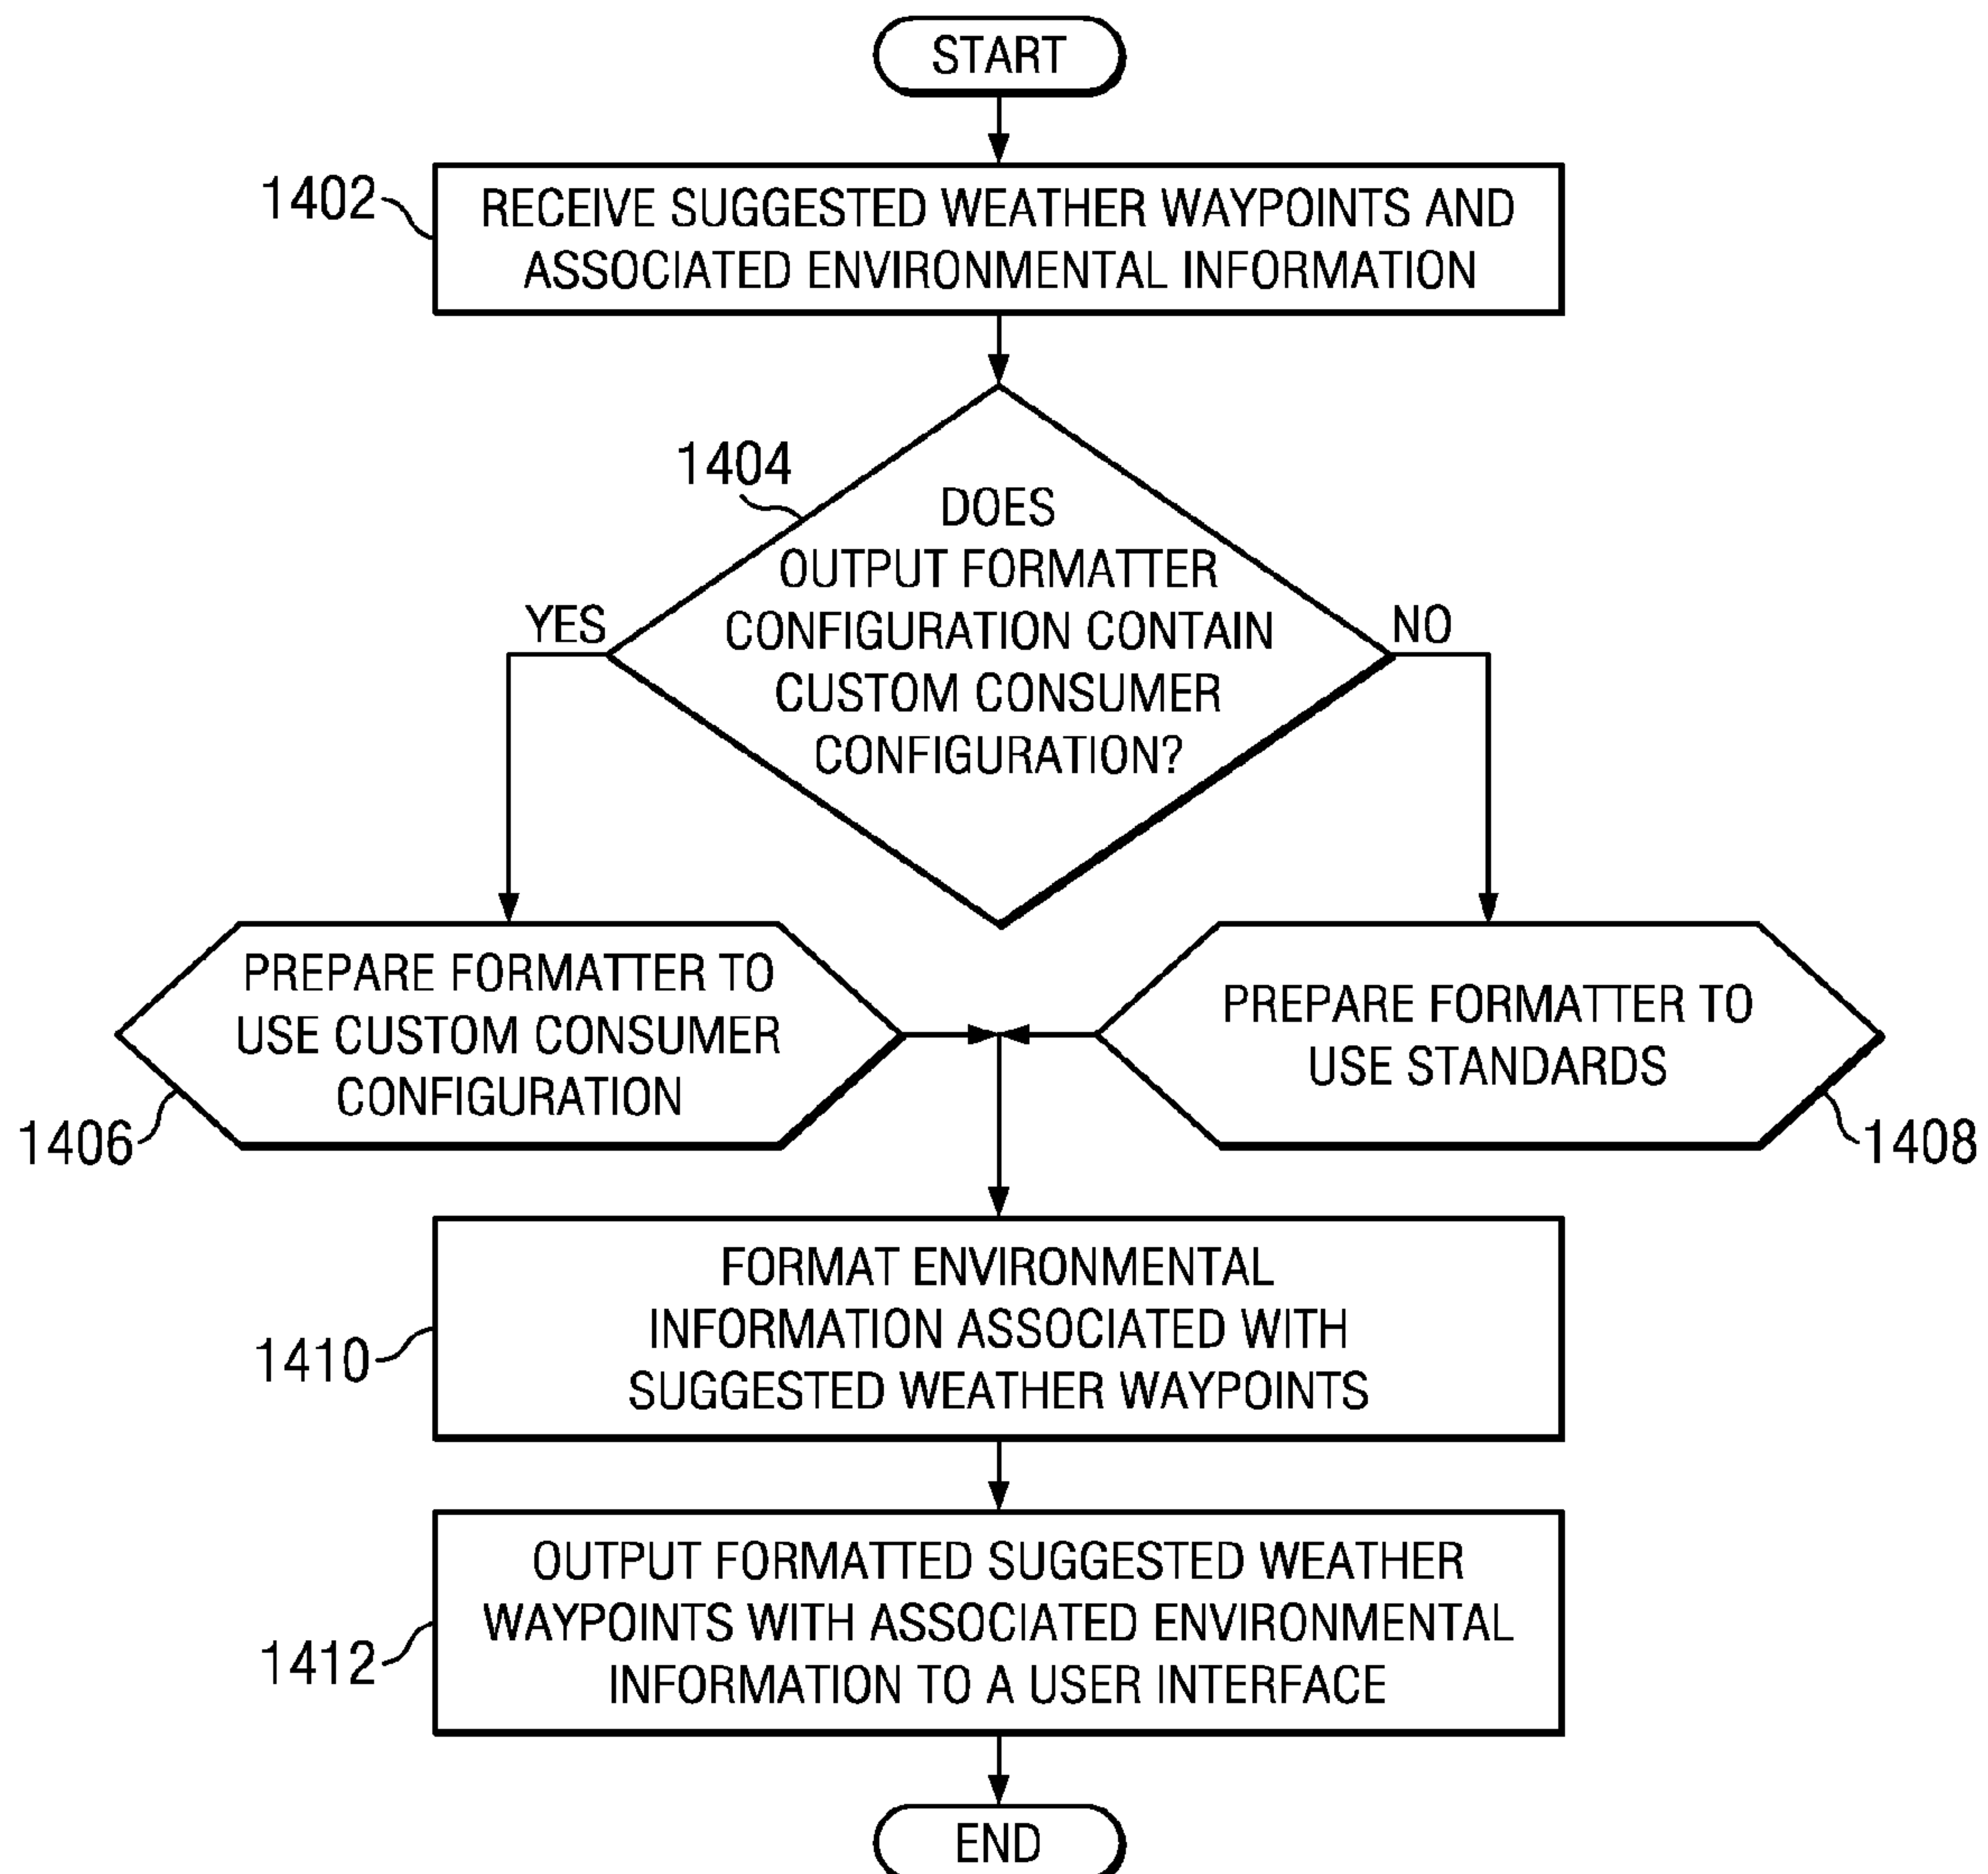 START
1402
RECEIVE SUGGESTED WEATHER WAYPOINTS AND
ASSOCIATED ENVIRONMENTAL INFORMATION
1404
DOES
OUTPUT FORMATTER
CONFIGURATION CONTAIN
CUSTOM CONSUMER
CONFIGURATION?
YES
NO
PREPARE FORMATTER TO
USE CUSTOM CONSUMER
CONFIGURATION
1406
PREPARE FORMATTER TO
USE STANDARDS
1408
FORMAT ENVIRONMENTAL
INFORMATION ASSOCIATED WITH
SUGGESTED WEATHER WAYPOINTS
1410
OUTPUT FORMATTED SUGGESTED WEATHER
WAYPOINTS WITH ASSOCIATED ENVIRONMENTAL
INFORMATION TO A USER INTERFACE
1412
END